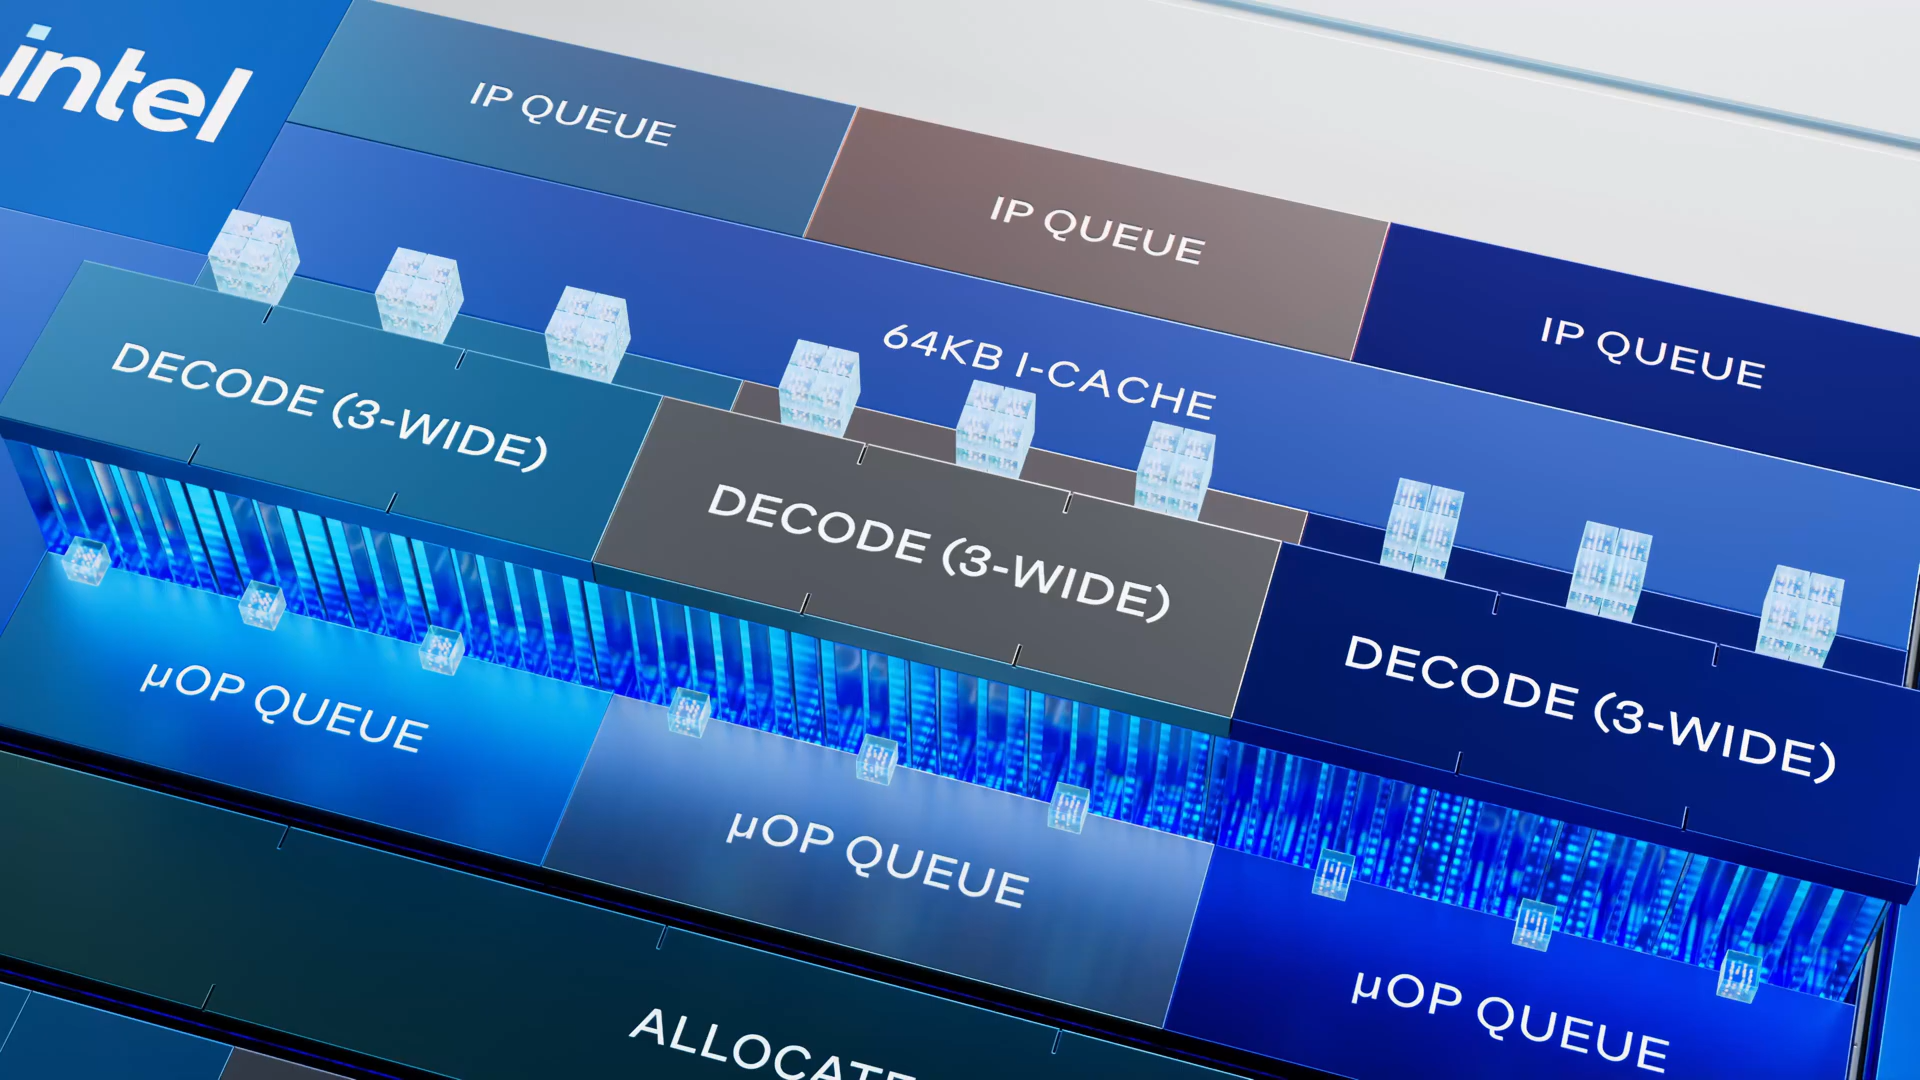 intel
IP QUEUE
IP QUEUE
IP QUEUE
64KB I-CACHE
DECODE (3-WIDE)
DECODE (3-WIDE)
DECODE (3-WIDE)
µOP QUEUE
µOP QUEUE
µOP QUEUE
ALLOCATE